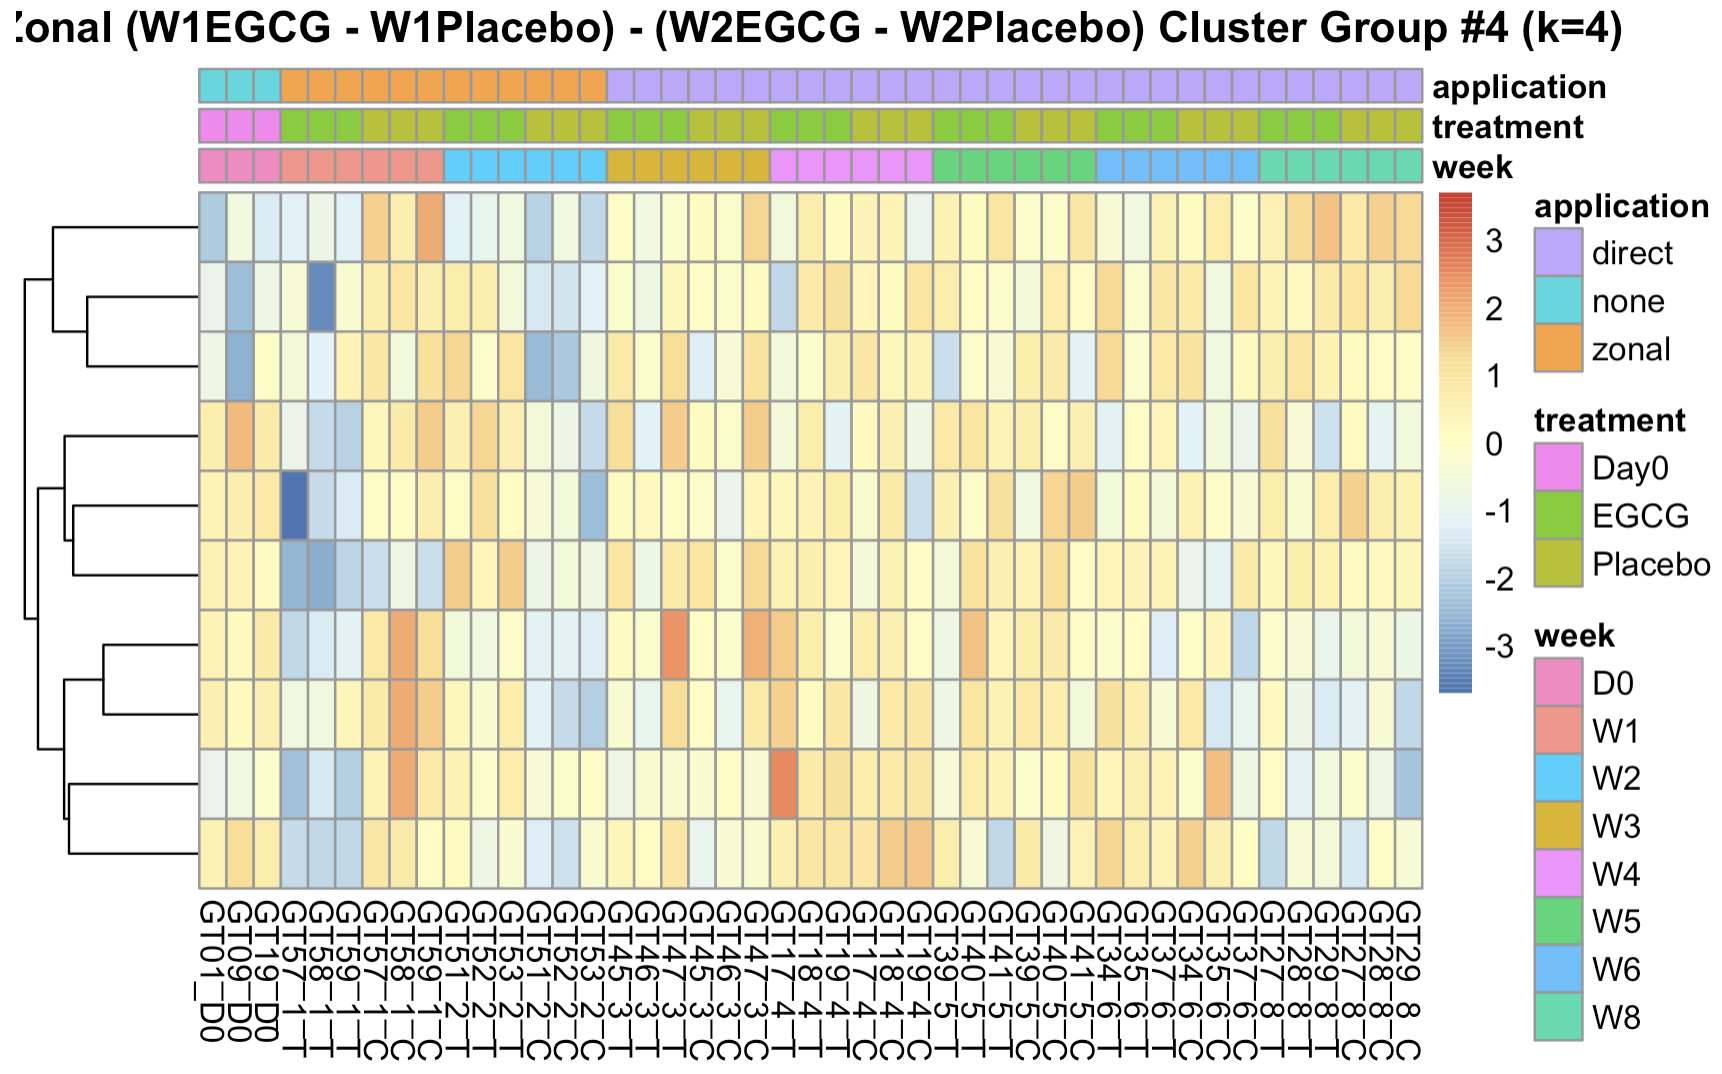 Zonal (W1EGCG - W1Placebo) - (W2EGCG - W2Placebo) Cluster Group #4 (k=4)
application
treatment
week
3
2
1
0
-1
-2
-3
application
direct
none
zonal
treatment
Day0
EGCG
Placebo
week
D0
W1
W2
W3
W4
W5
W6
W8
GT01_D0
GT09_D0
GT19_D0
GT57_1_T
GT58_1_T
GT59_1_T
GT57_1_C
GT58_1_C
GT59_1_C
GT51_2_T
GT52_2_T
GT53_2_T
GT51_2_C
GT52_2_C
GT53_2_C
GT45_3_T
GT46_3_T
GT47_3_T
GT45_3_C
GT46_3_C
GT47_3_C
GT17_4_T
GT18_4_T
GT19_4_T
GT17_4_C
GT18_4_C
GT19_4_C
GT39_5_T
GT40_5_T
GT41_5_T
GT39_5_C
GT40_5_C
GT41_5_C
GT34_6_T
GT35_6_T
GT37_6_T
GT34_6_C
GT35_6_C
GT37_6_C
GT27_8_T
GT28_8_T
GT29_8_T
GT27_8_C
GT28_8_C
GT29_8_C